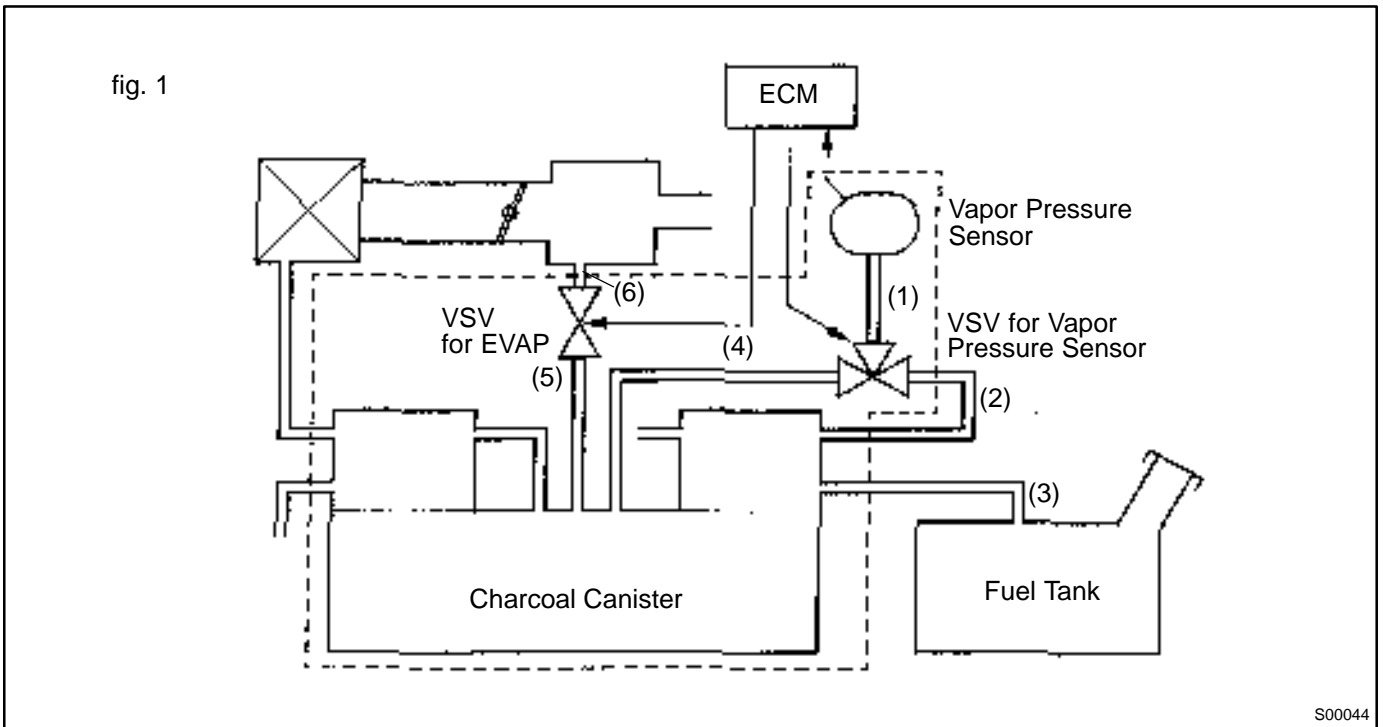 fig. 1
ECM
Vapor Pressure
Sensor
(6)
(1)
VSV
for EVAP
(4)
VSV for Vapor
Pressure Sensor
(5)
(2)
(3)
Charcoal Canister
Fuel Tank
S00044